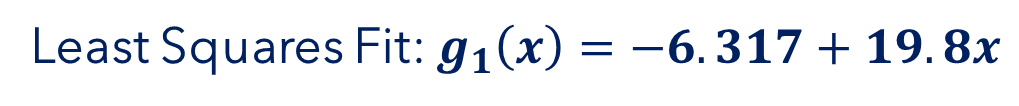 Least Squares Fit: g₁(x) = −6.317 + 19.8x